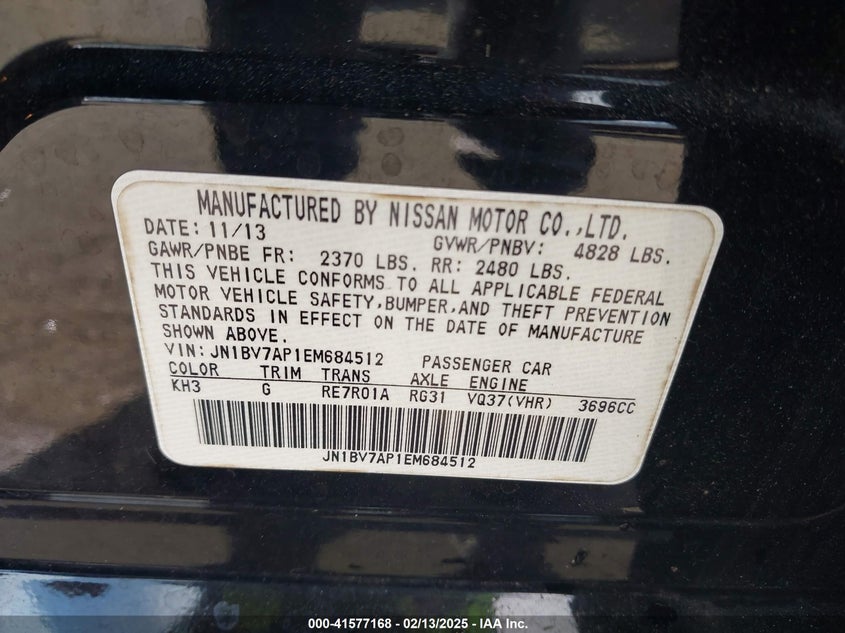 MANUFACTURED BY NISSAN MOTOR CO.,LTD.
DATE: 11/13 GVWR/PNBV: 4828 LBS.
GAWR/PNBE FR: 2370 LBS. RR: 2480 LBS.
THIS VEHICLE CONFORMS TO ALL APPLICABLE FEDERAL
MOTOR VEHICLE SAFETY,BUMPER,AND THEFT PREVENTION
STANDARDS IN EFFECT ON THE DATE OF MANUFACTURE
SHOWN ABOVE.
VIN:JN1BV7AP1EM684512 PASSENGER CAR
COLOR TRIM TRANS AXLE ENGINE
KH3 G RE7R01A RG31 VQ37(VHR) 3696CC
JN1BV7AP1EM684512
000-41577168 - 02/13/2025 - IAA Inc.